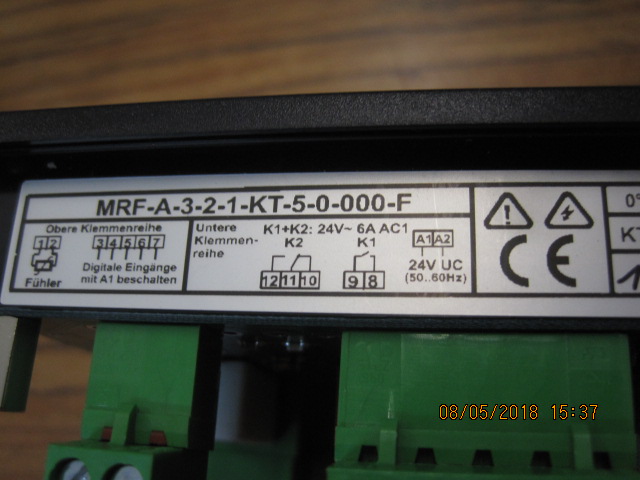 MRF-A-3-2-1-KT-5-0-000-F
Obere Klemmenreihe
1 2 3 4 5 6 7
Fühler
Digitale Eingänge
mit A1 beschalten
Untere
Klemmen-
reihe
K1+K2: 24V~ 6A AC1
K2 K1
12 11 10 9 8
A1 A2
24V UC
(50..60Hz)
CE
0°
KT
08/05/2018 15:37